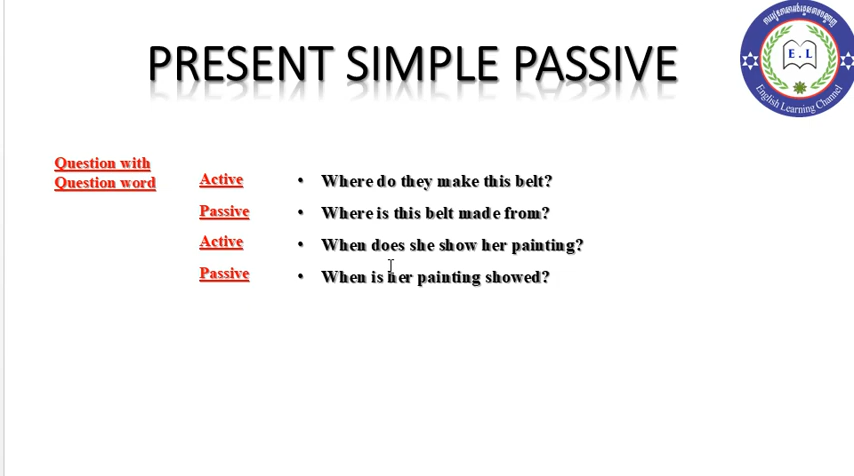 PRESENT SIMPLE PASSIVE
E.L
English Learning Channel
Question with
Question word
Active
• Where do they make this belt?
Passive
• Where is this belt made from?
Active
• When does she show her painting?
Passive
• When is her painting showed?